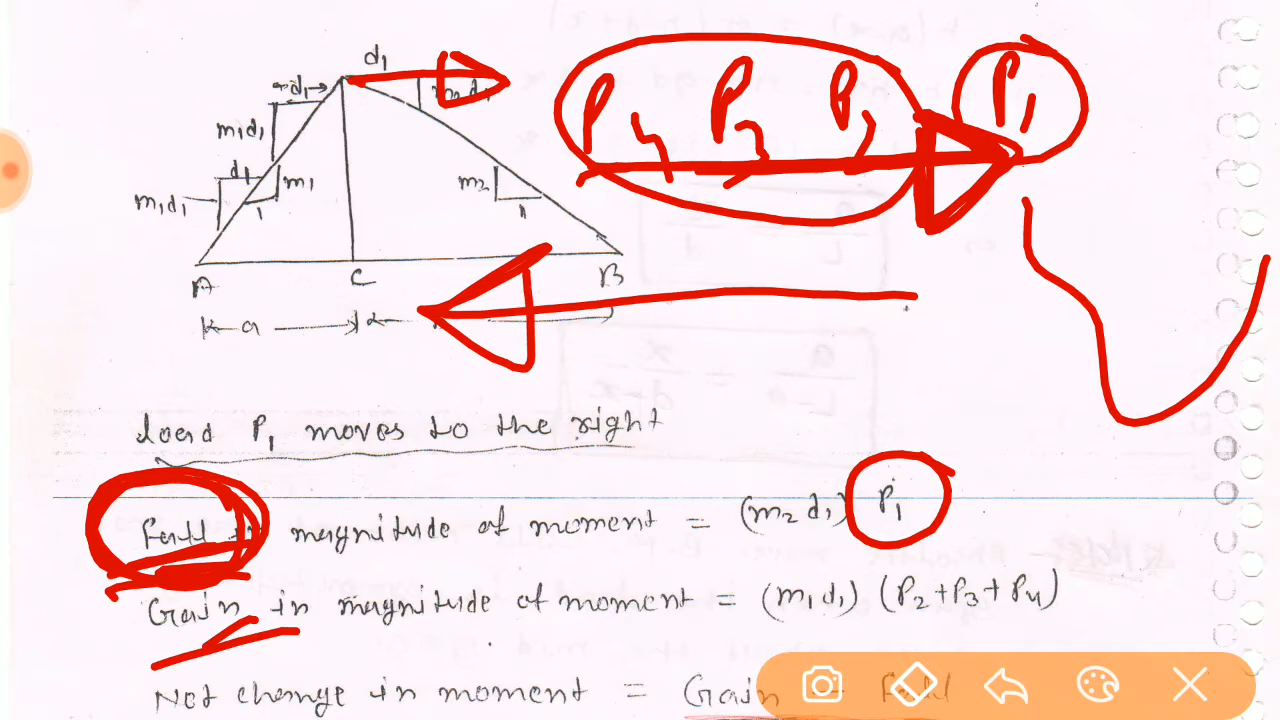 d1
P4 P3 P2 P1
d1
m1d1
m2d1
d1
m1
m2
m1d1
1
1
A
C
B
a
load P1 moves to the right
Fall in magnitude of moment = (m2 d1) P1
Gain in magnitude of moment = (m1d1) (P2+P3+P4)
Net change in moment = Gain - Fall